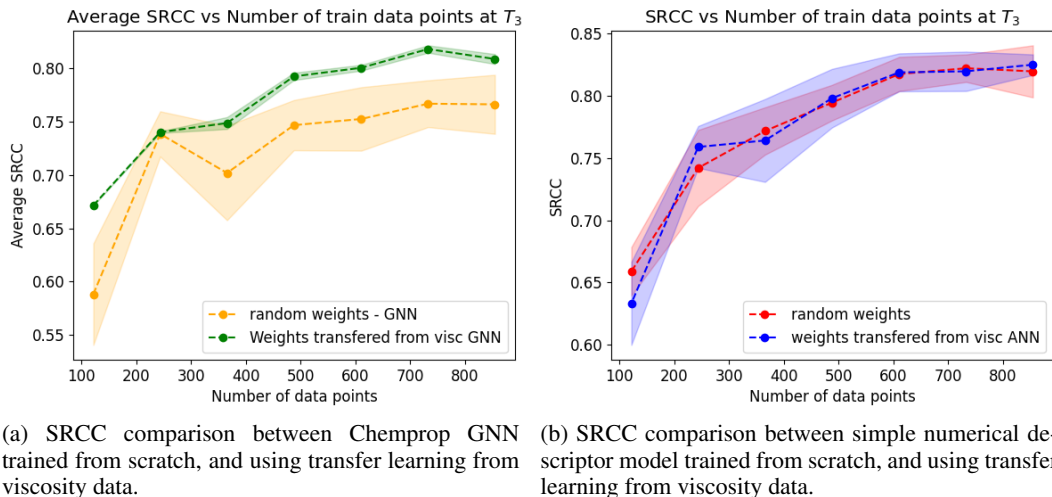 Average SRCC vs Number of train data points at T₃
Average SRCC
0.80
0.75
0.70
0.65
0.60
0.55
random weights - GNN
Weights transfered from visc GNN
100 200 300 400 500 600 700 800
Number of data points
(a) SRCC comparison between Chemprop GNN
trained from scratch, and using transfer learning from
viscosity data.
SRCC vs Number of train data points at T₃
SRCC
0.85
0.80
0.75
0.70
0.65
0.60
random weights
weights transfered from visc ANN
100 200 300 400 500 600 700 800
Number of data points
(b) SRCC comparison between simple numerical de-
scriptor model trained from scratch, and using transfer
learning from viscosity data.